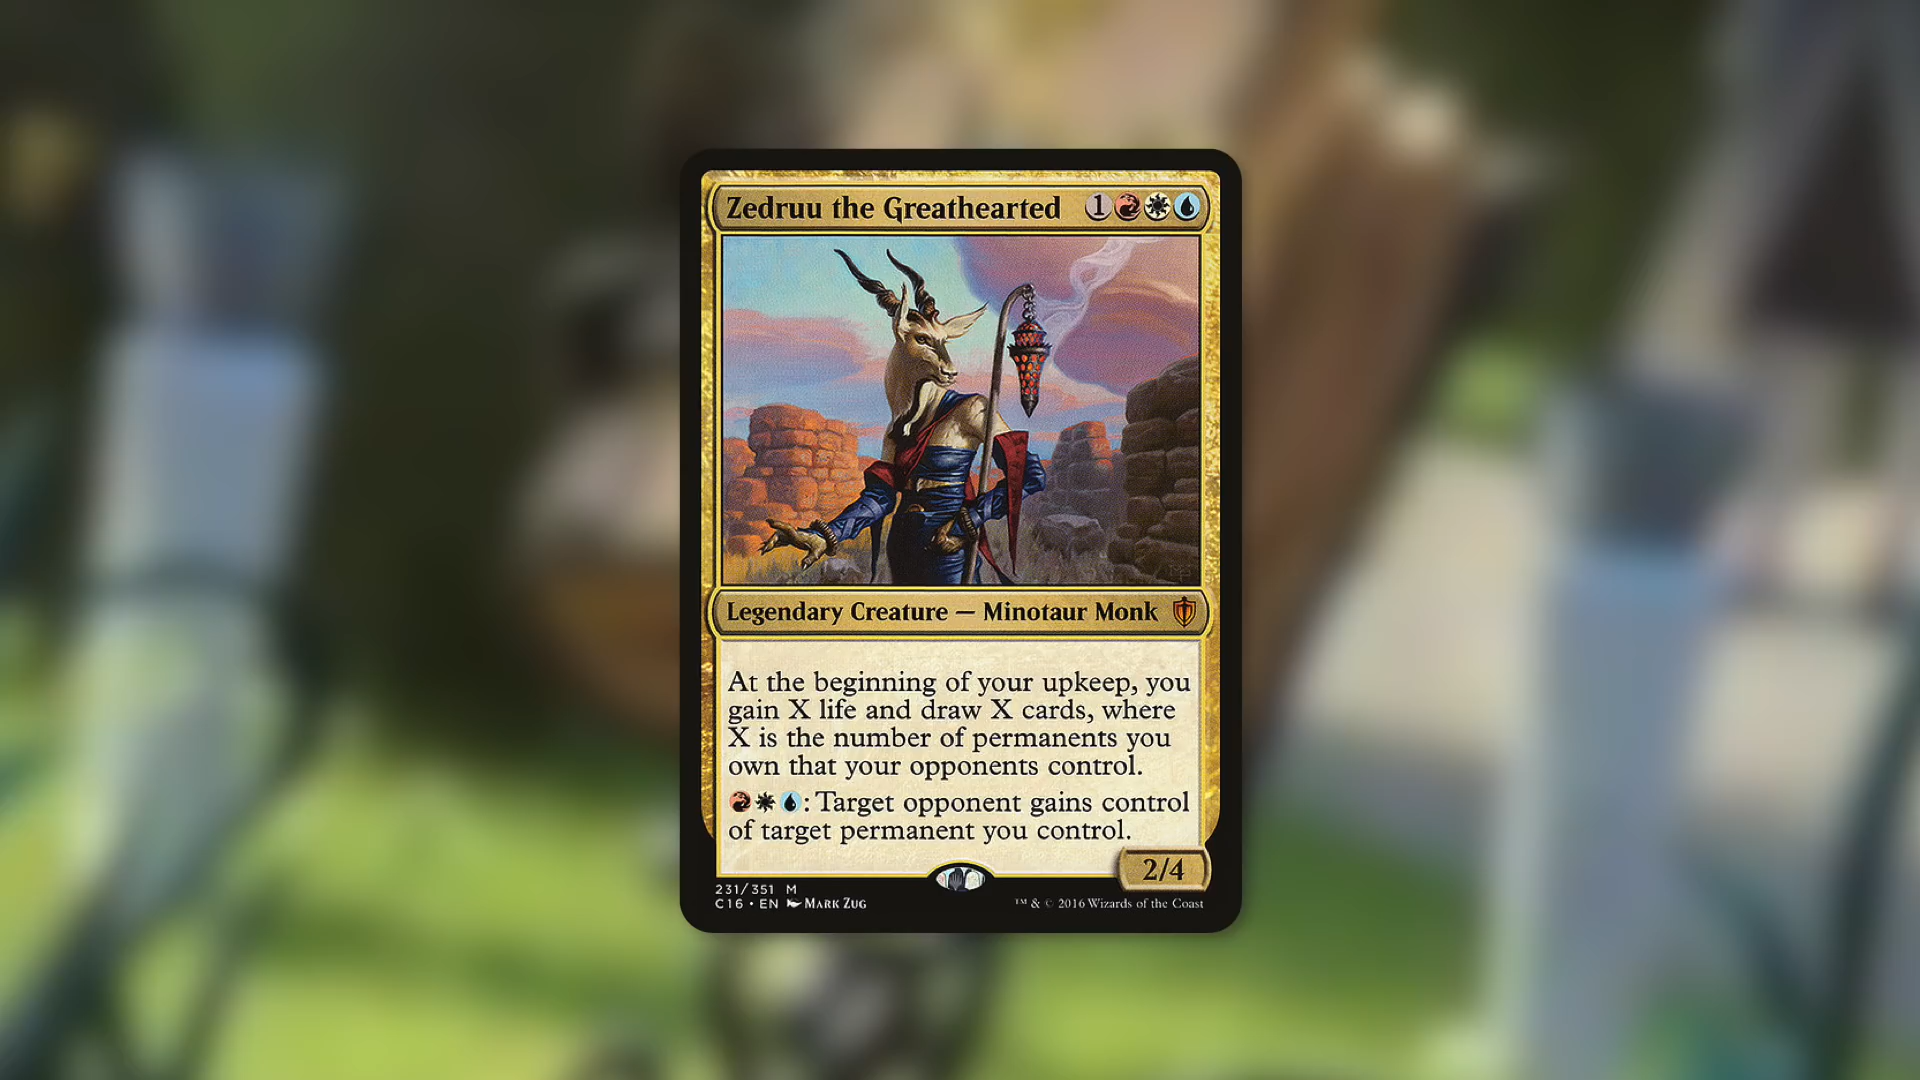 Zedruu the Greathearted 1
Legendary Creature — Minotaur Monk
At the beginning of your upkeep, you
gain X life and draw X cards, where
X is the number of permanents you
own that your opponents control.
: Target opponent gains control
of target permanent you control.
2/4
231/351 M
C16 • EN MARK ZUG
™ & © 2016 Wizards of the Coast